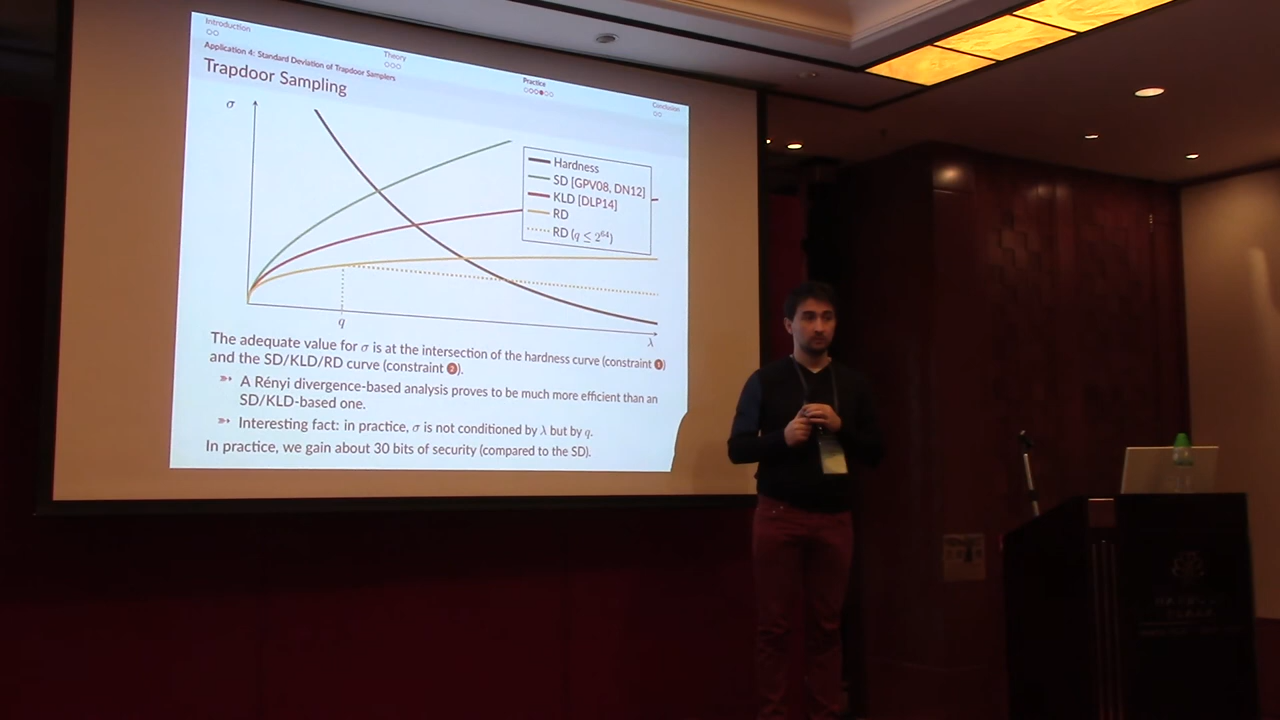 Introduction
Theory
Practice
Conclusion
Application 4: Standard Deviation of Trapdoor Samplers
Trapdoor Sampling
σ
Hardness
SD [GPV08, DN12]
KLD [DLP14]
RD
RD (q ≤ 2^64)
q
λ
The adequate value for σ is at the intersection of the hardness curve (constraint ❶)
and the SD/KLD/RD curve (constraint ❷).
➳ A Rényi divergence-based analysis proves to be much more efficient than an
SD/KLD-based one.
➳ Interesting fact: in practice, σ is not conditioned by λ but by q.
In practice, we gain about 30 bits of security (compared to the SD).